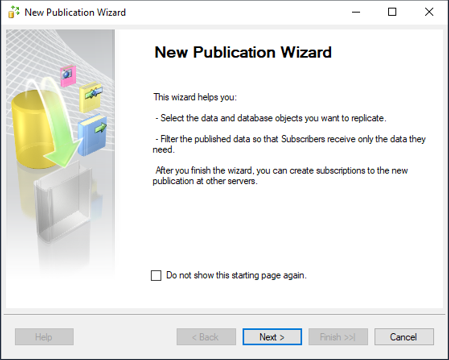 New Publication Wizard
New Publication Wizard
This wizard helps you:
- Select the data and database objects you want to replicate.
- Filter the published data so that Subscribers receive only the data they
need.
After you finish the wizard, you can create subscriptions to the new
publication at other servers.
Do not show this starting page again.
Help
< Back
Next >
Finish >>|
Cancel